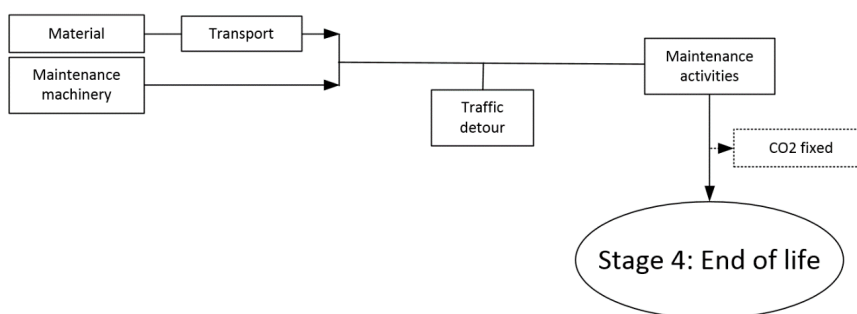 Material
Transport
Maintenance
machinery
Traffic
detour
Maintenance
activities
CO2 fixed
Stage 4: End of life